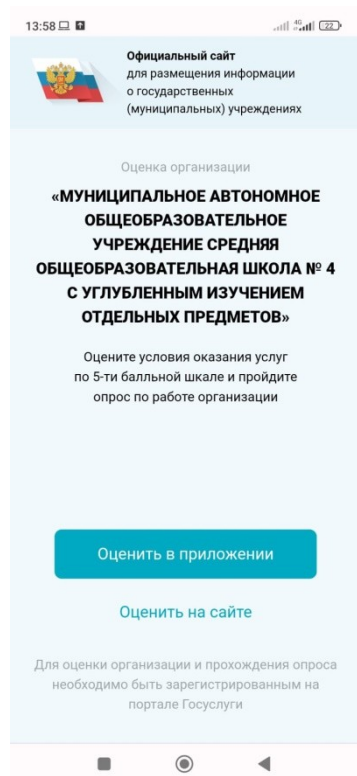 13:58
4G
22
Официальный сайт
для размещения информации
о государственных
(муниципальных) учреждениях
Оценка организации
«МУНИЦИПАЛЬНОЕ АВТОНОМНОЕ
ОБЩЕОБРАЗОВАТЕЛЬНОЕ
УЧРЕЖДЕНИЕ СРЕДНЯЯ
ОБЩЕОБРАЗОВАТЕЛЬНАЯ ШКОЛА № 4
С УГЛУБЛЕННЫМ ИЗУЧЕНИЕМ
ОТДЕЛЬНЫХ ПРЕДМЕТОВ»
Оцените условия оказания услуг
по 5-ти балльной шкале и пройдите
опрос по работе организации
Оценить в приложении
Оценить на сайте
Для оценки организации и прохождения опроса
необходимо быть зарегистрированным на
портале Госуслуги